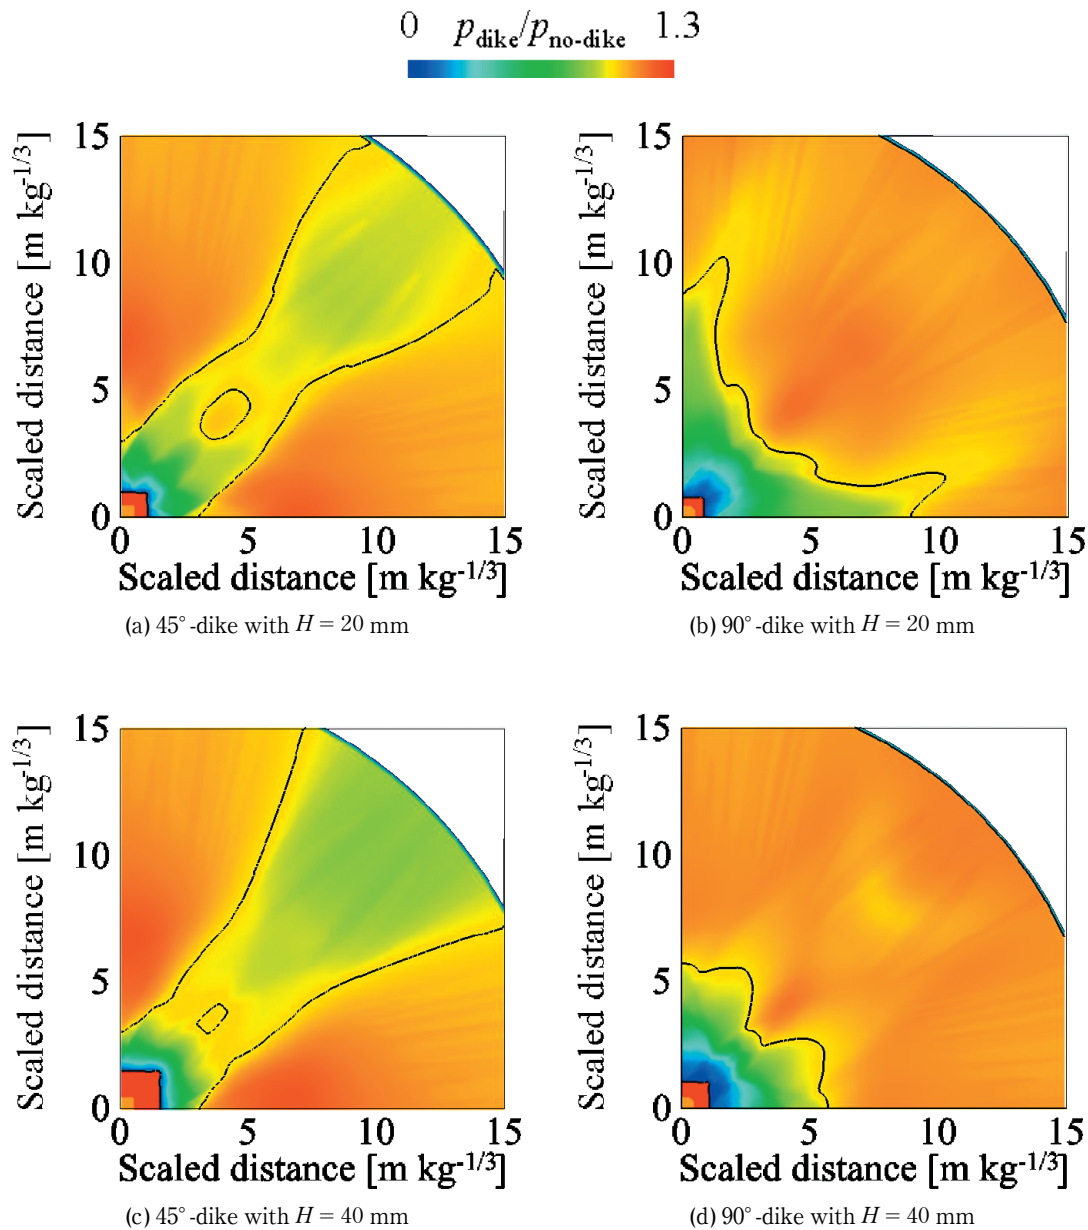 0 p_dike/p_no-dike 1.3
15
10
5
0
Scaled distance [m kg^-1/3]
0 5 10 15
Scaled distance [m kg^-1/3]
(a) 45°-dike with H = 20 mm
15
10
5
0
Scaled distance [m kg^-1/3]
0 5 10 15
Scaled distance [m kg^-1/3]
(b) 90°-dike with H = 20 mm
15
10
5
0
Scaled distance [m kg^-1/3]
0 5 10 15
Scaled distance [m kg^-1/3]
(c) 45°-dike with H = 40 mm
15
10
5
0
Scaled distance [m kg^-1/3]
0 5 10 15
Scaled distance [m kg^-1/3]
(d) 90°-dike with H = 40 mm